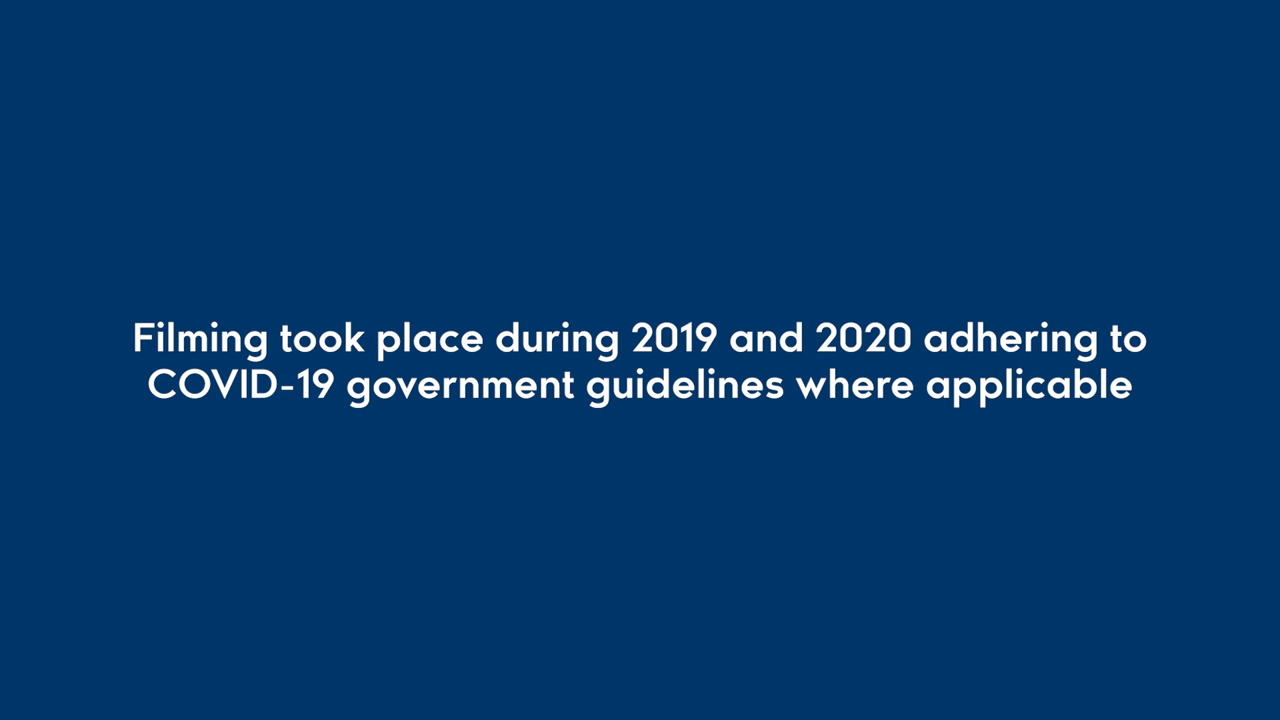 Filming took place during 2019 and 2020 adhering to
COVID-19 government guidelines where applicable